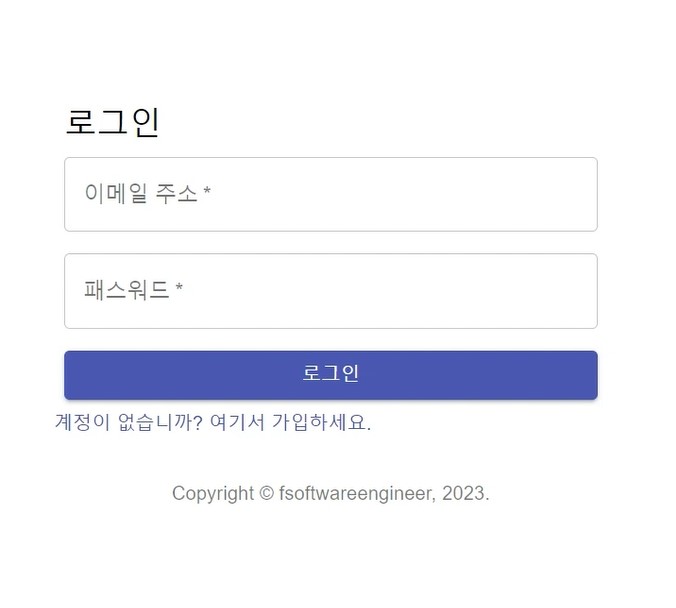 로그인
이메일 주소 *
패스워드 *
로그인
계정이 없습니까? 여기서 가입하세요.
Copyright © fsoftwareengineer, 2023.